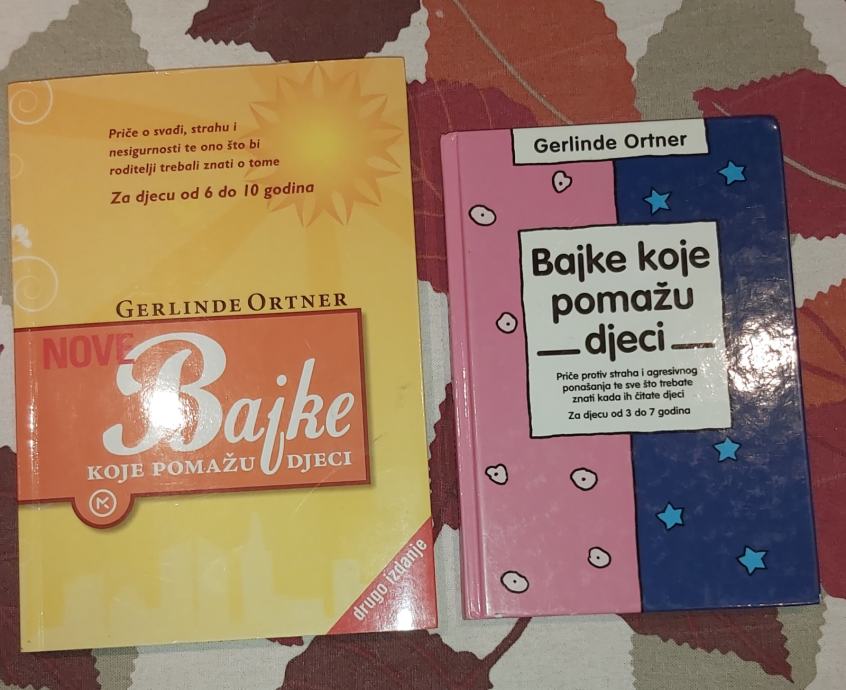 Priče o svađi, strahu i
nesigurnosti te ono što bi
roditelji trebali znati o tome
Za djecu od 6 do 10 godina
GERLINDE ORTNER
NOVE
Bajke
KOJE POMAŽU DJECI
drugo izdanje
Gerlinde Ortner
Bajke koje
pomažu
djeci
Priče protiv straha i agresivnog
ponašanja te sve što trebate
znati kada ih čitate djeci
Za djecu od 3 do 7 godina